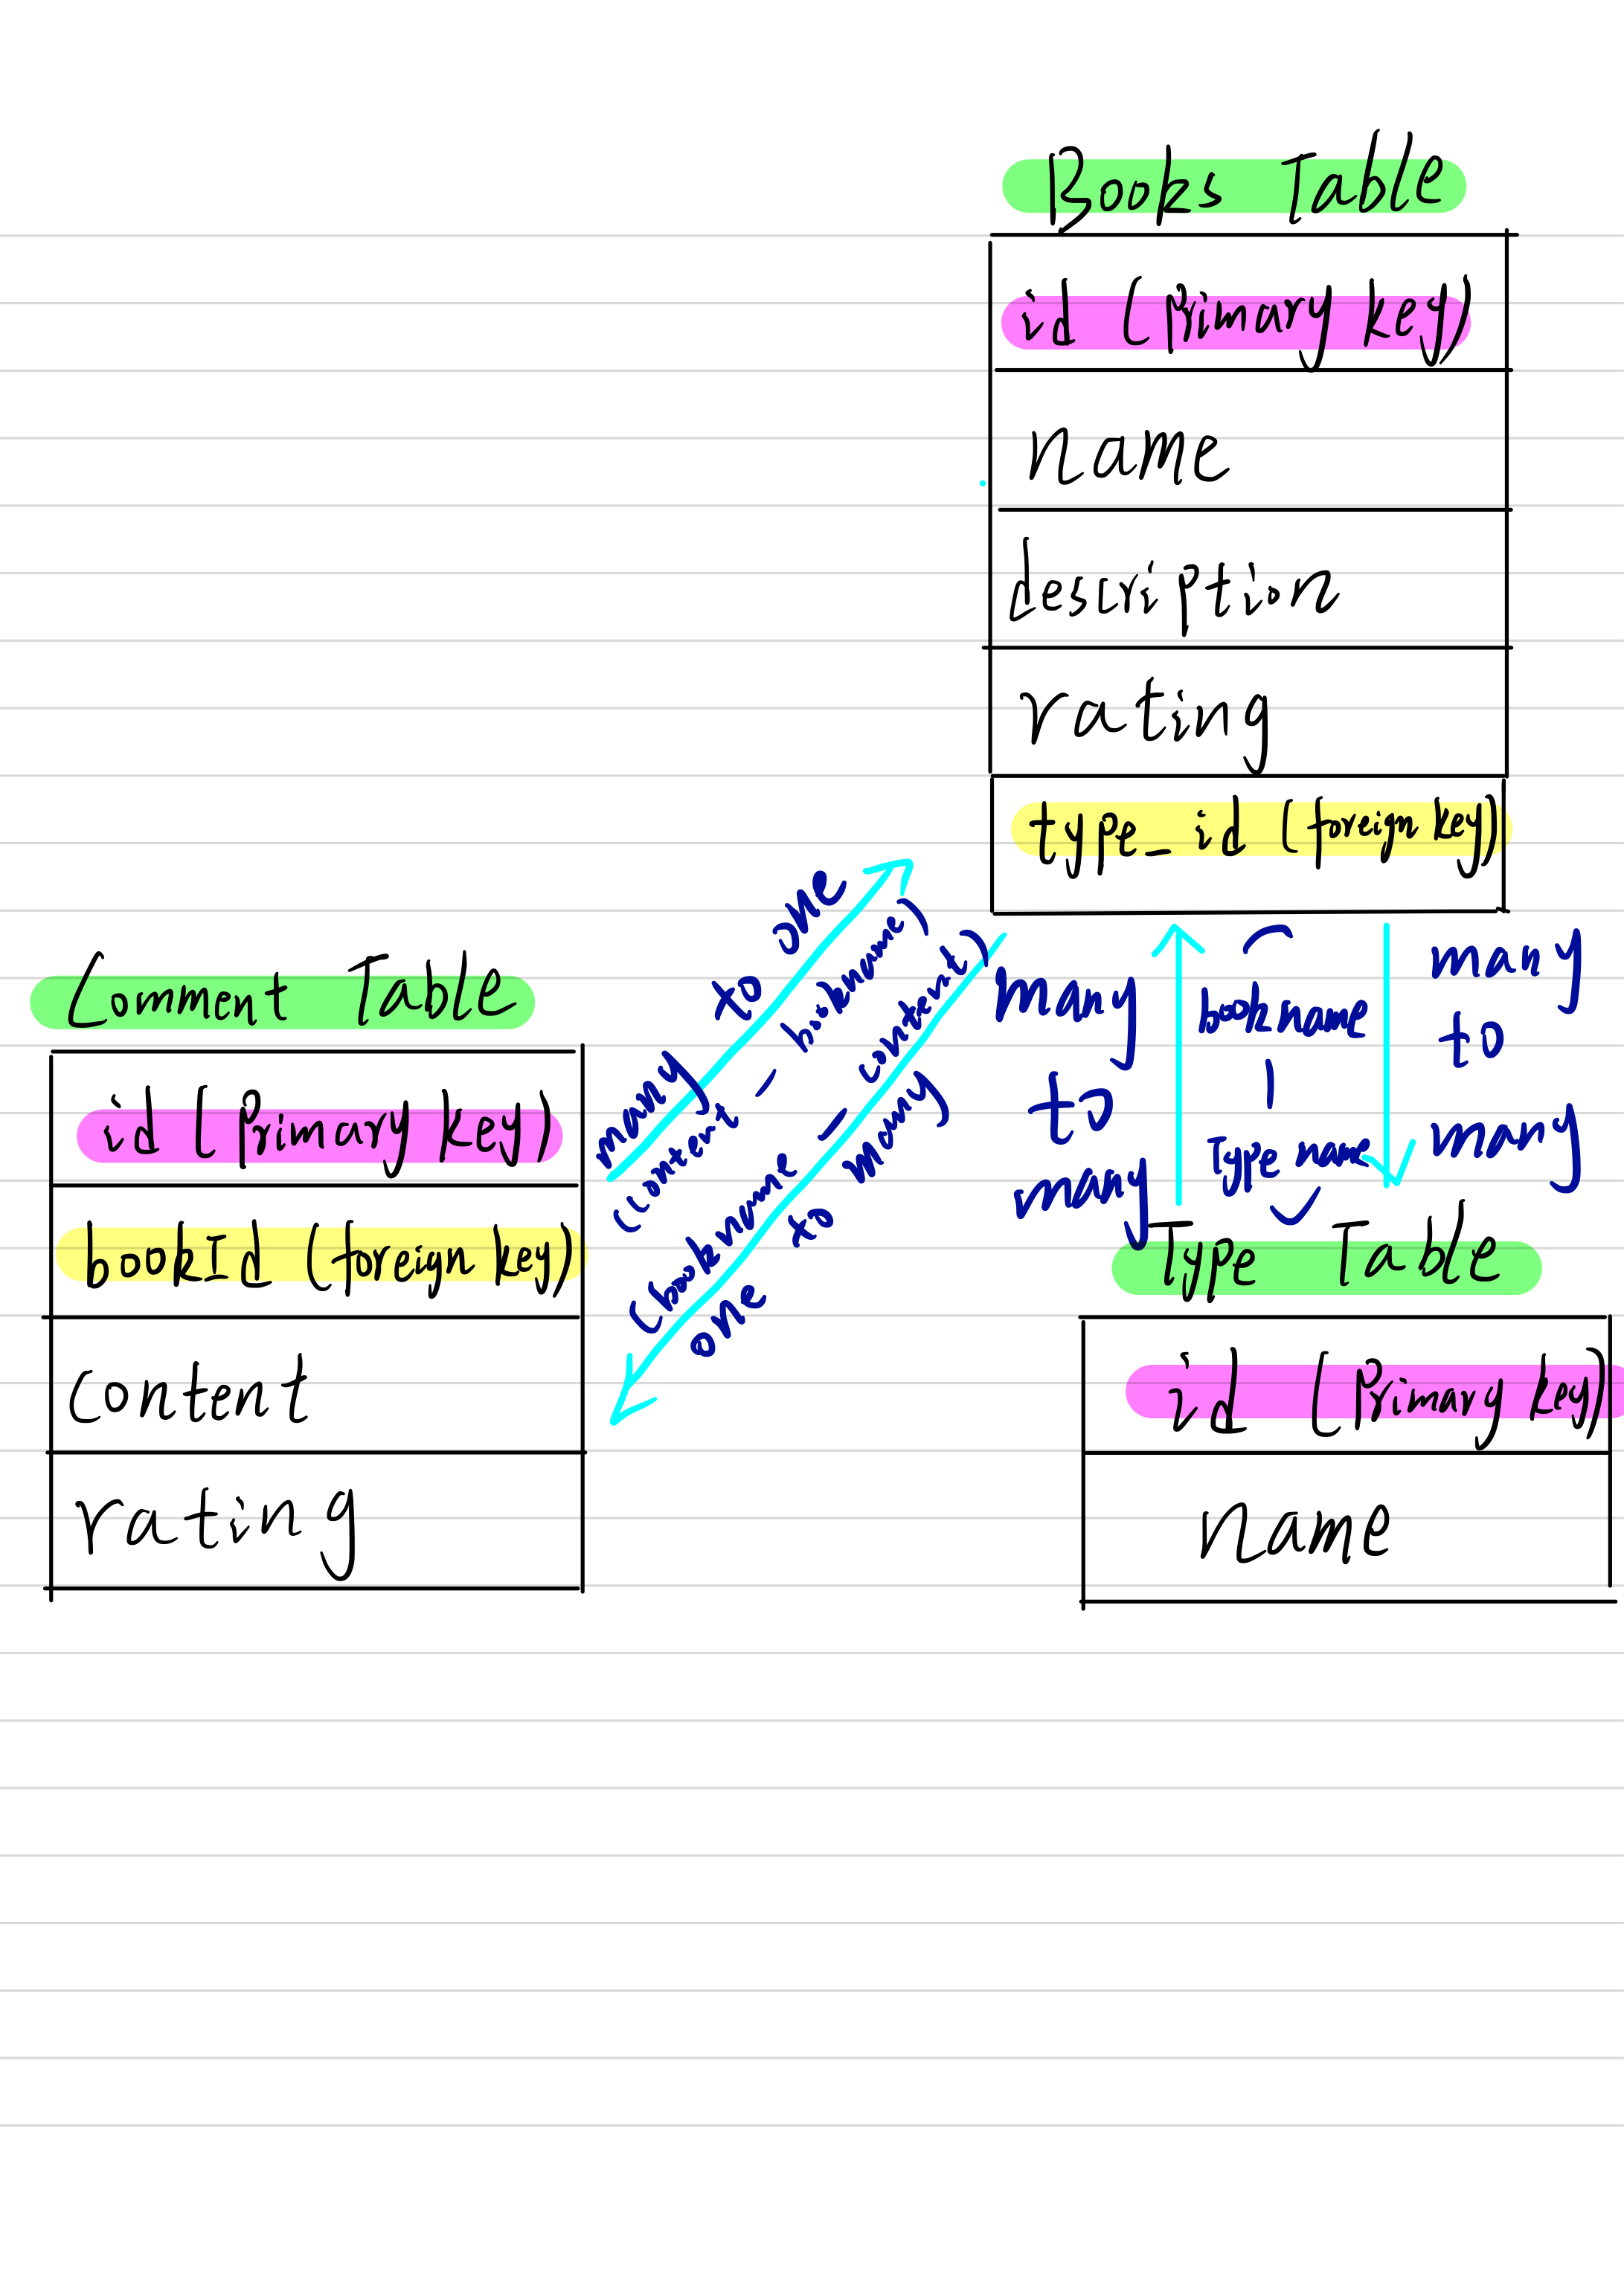 Books Table
id (primary key)
name
description
rating
type_id (foreign key)
Comment Table
id (primary key)
bookId (foreign key)
content
rating
many to one
(content — bookname)
(bookname — content)
one to many
many
to
many
(bookname
|
Type name)
many
to
many
Type Table
id (primary key)
name